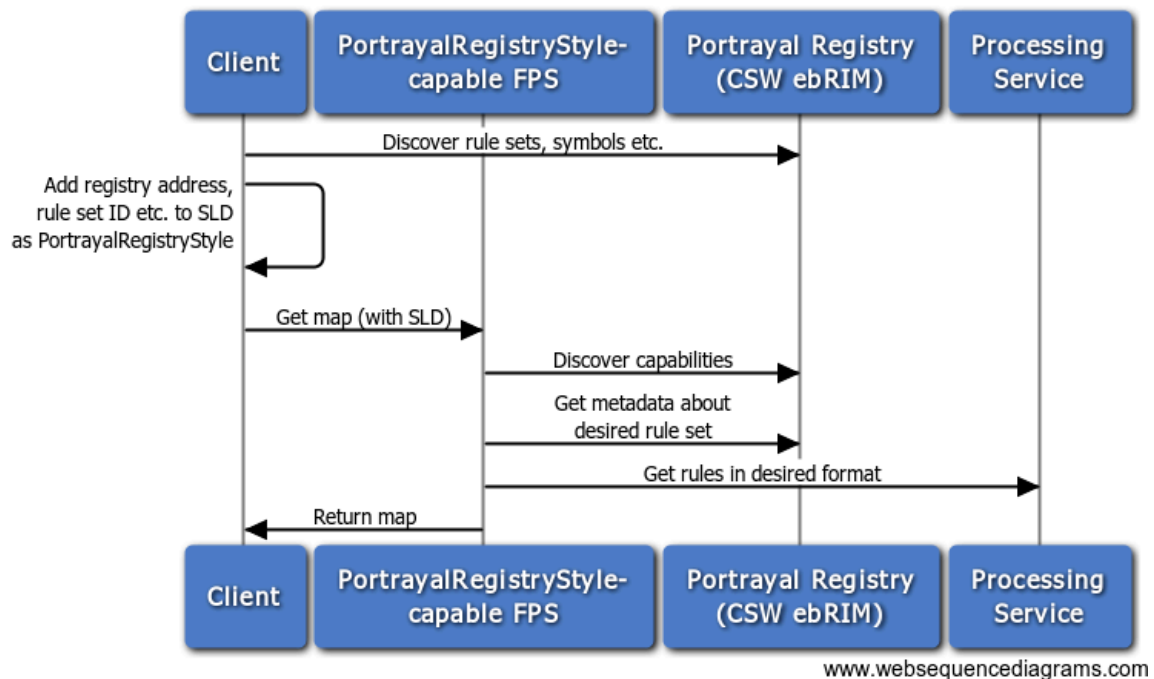 Client
PortrayalRegistryStyle-
capable FPS
Portrayal Registry
(CSW ebRIM)
Processing
Service
Discover rule sets, symbols etc.
Add registry address,
rule set ID etc. to SLD
as PortrayalRegistryStyle
Get map (with SLD)
Discover capabilities
Get metadata about
desired rule set
Get rules in desired format
Return map
Client
PortrayalRegistryStyle-
capable FPS
Portrayal Registry
(CSW ebRIM)
Processing
Service
www.websequencediagrams.com